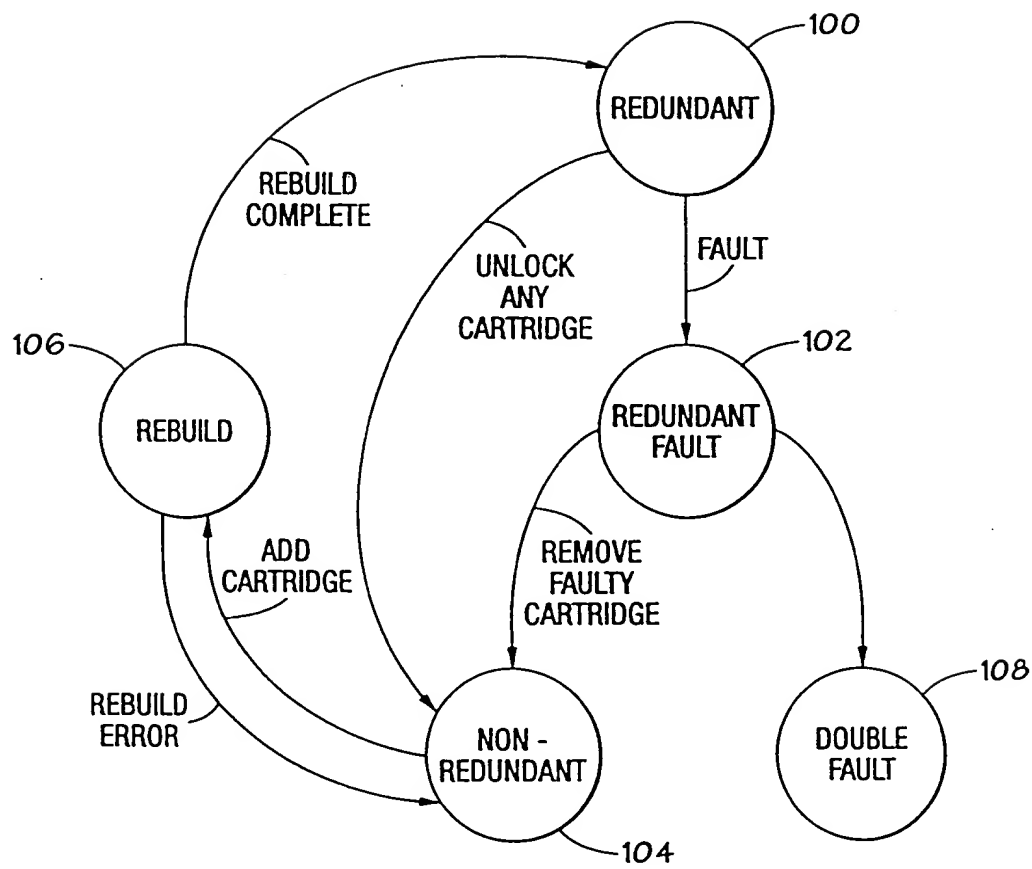 100
REDUNDANT
REBUILD
COMPLETE
UNLOCK
ANY
CARTRIDGE
FAULT
106
102
REBUILD
REDUNDANT
FAULT
ADD
CARTRIDGE
REMOVE
FAULTY
CARTRIDGE
108
REBUILD
ERROR
NON -
REDUNDANT
DOUBLE
FAULT
104